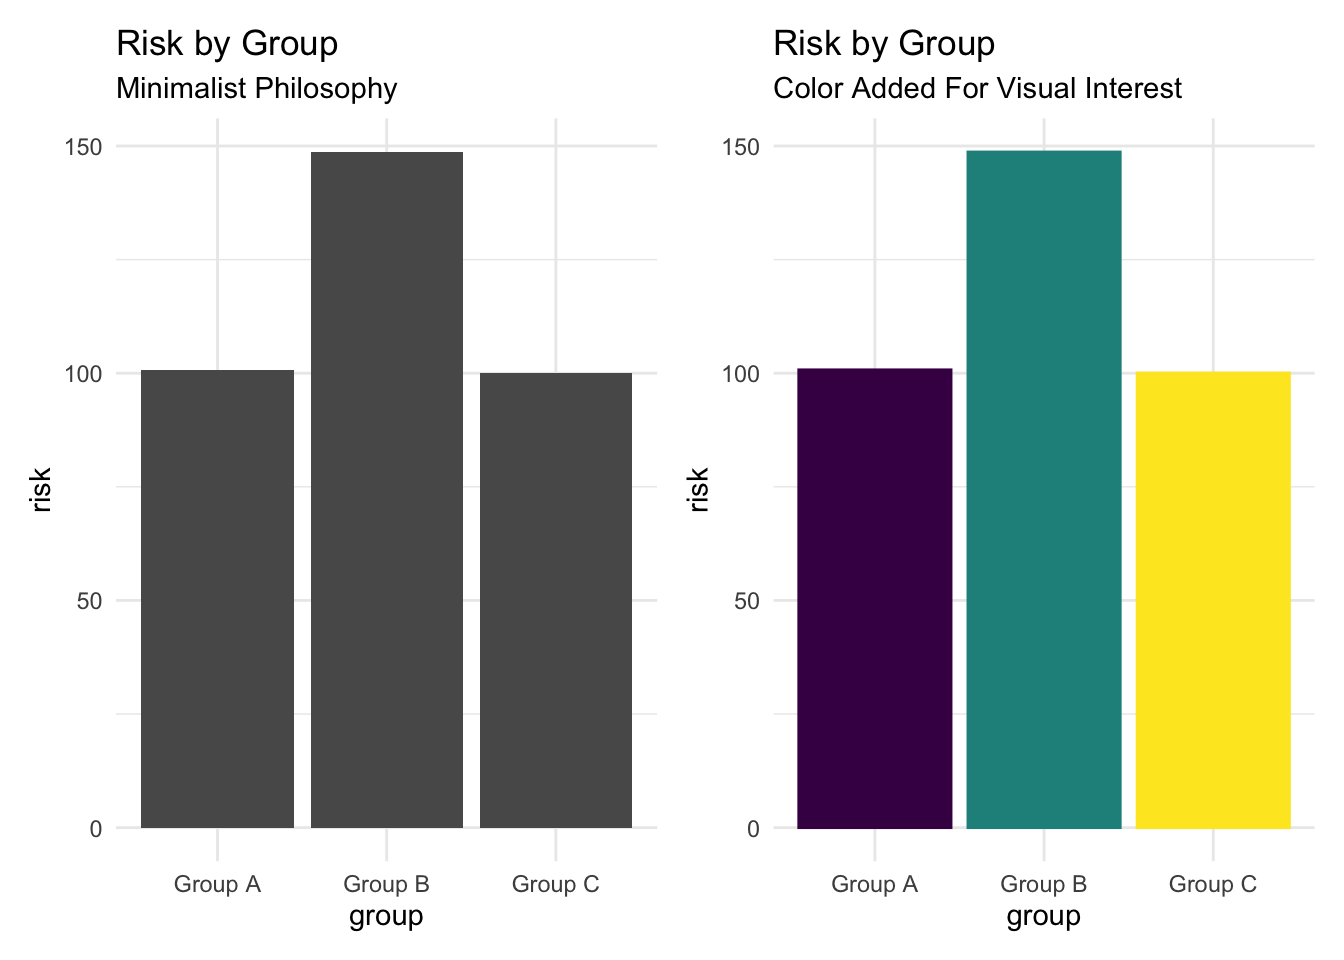 Risk by Group
Minimalist Philosophy
150
100
50
0
risk
Group A
Group B
Group C
group
Risk by Group
Color Added For Visual Interest
150
100
50
0
risk
Group A
Group B
Group C
group